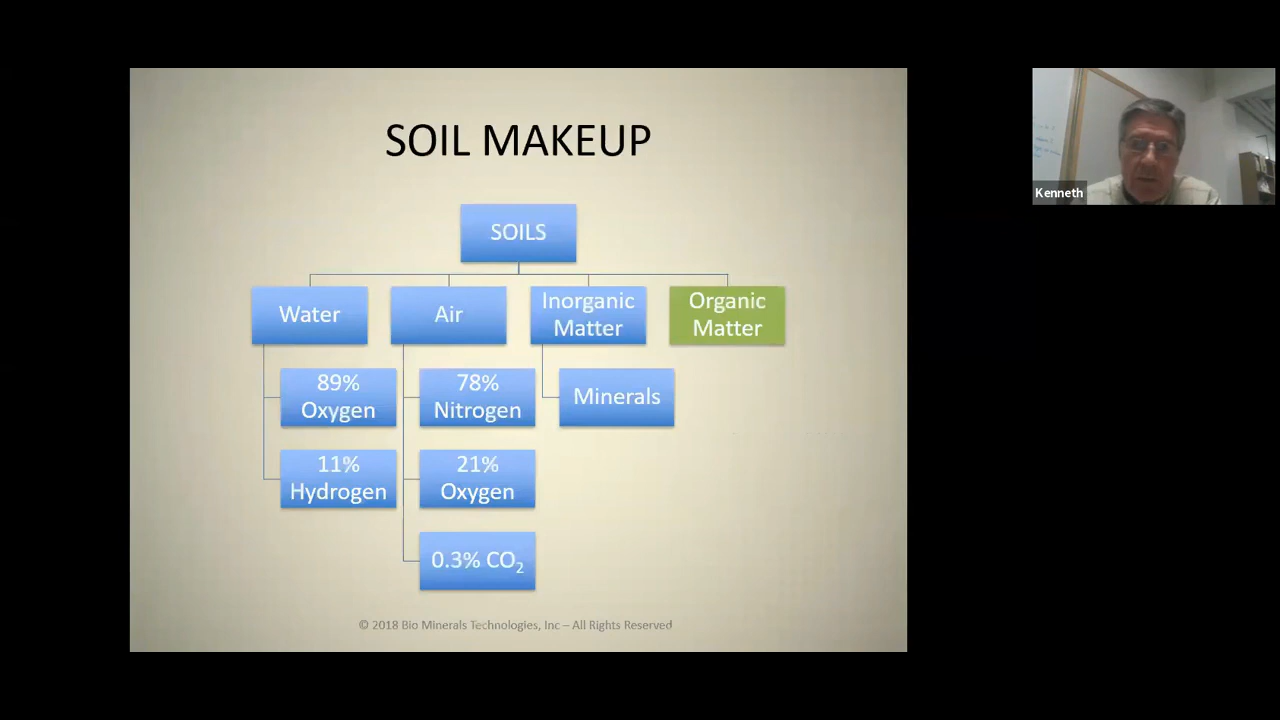 SOIL MAKEUP
SOILS
Water
Air
Inorganic
Matter
Organic
Matter
89%
Oxygen
78%
Nitrogen
Minerals
11%
Hydrogen
21%
Oxygen
0.3% CO₂
© 2018 Bio Minerals Technologies, Inc – All Rights Reserved
Kenneth